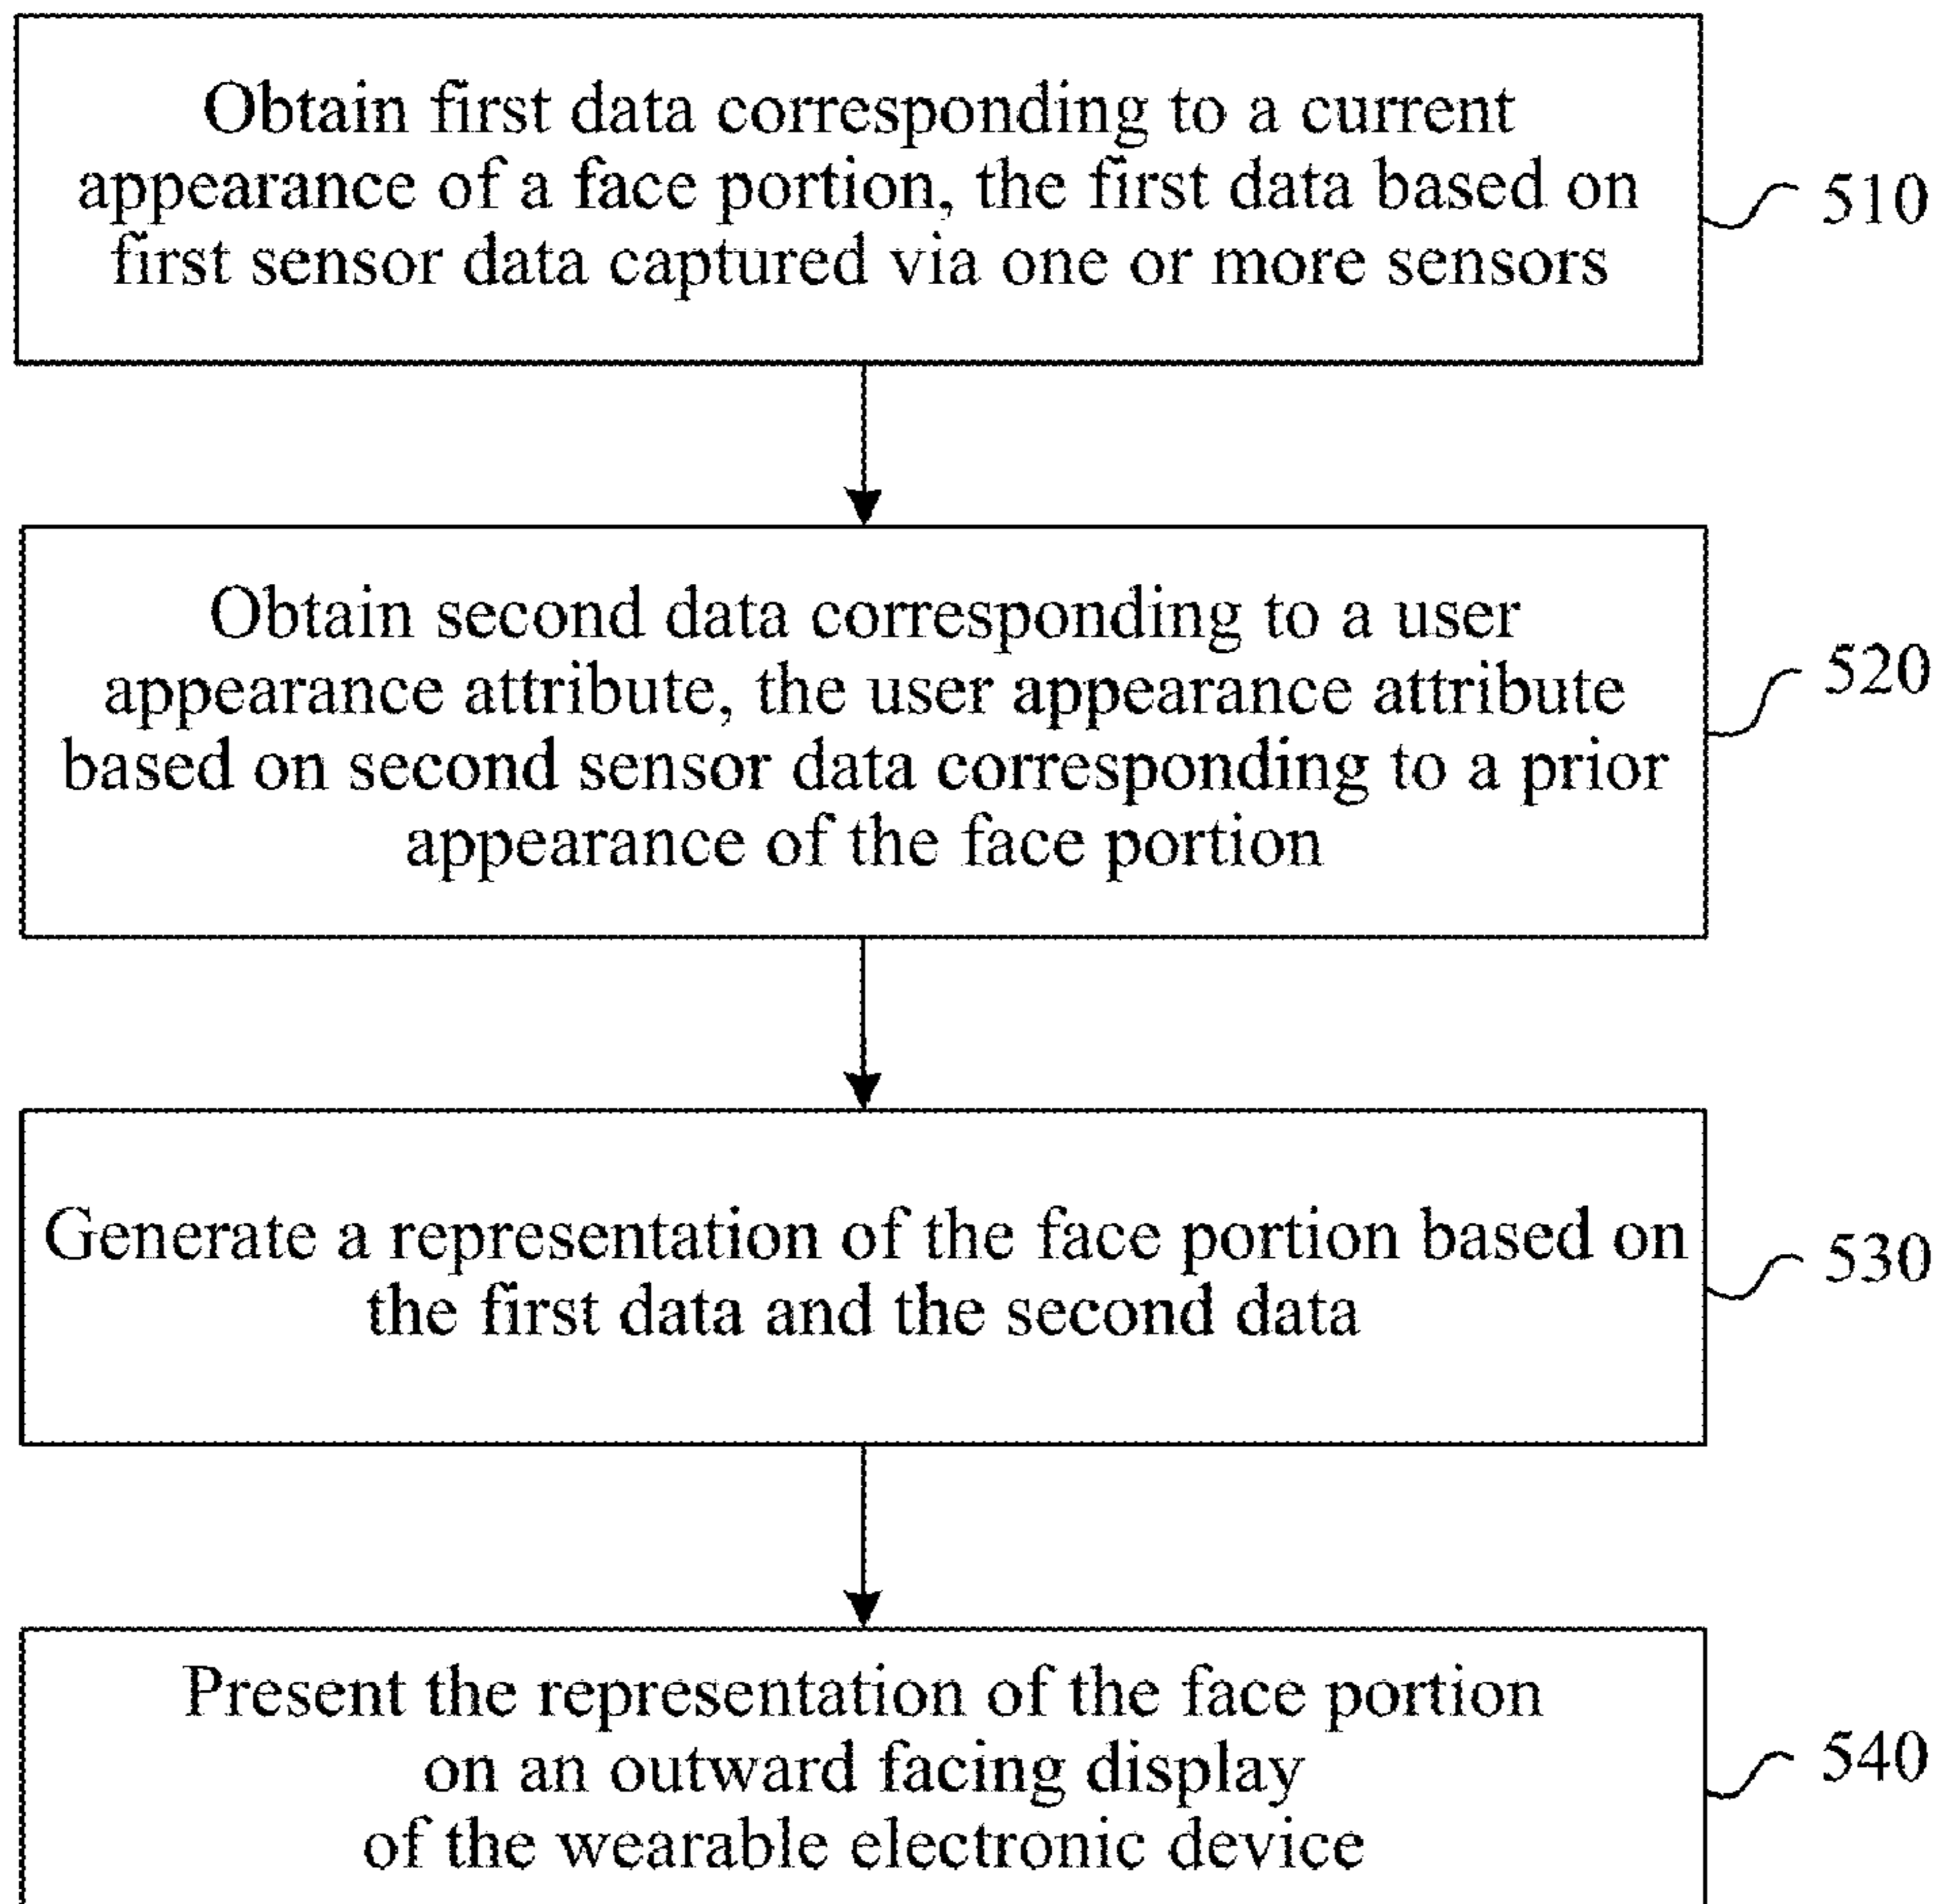 Obtain first data corresponding to a current
appearance of a face portion, the first data based on
first sensor data captured via one or more sensors
510
Obtain second data corresponding to a user
appearance attribute, the user appearance attribute
based on second sensor data corresponding to a prior
appearance of the face portion
520
Generate a representation of the face portion based on
the first data and the second data
530
Present the representation of the face portion
on an outward facing display
of the wearable electronic device
540